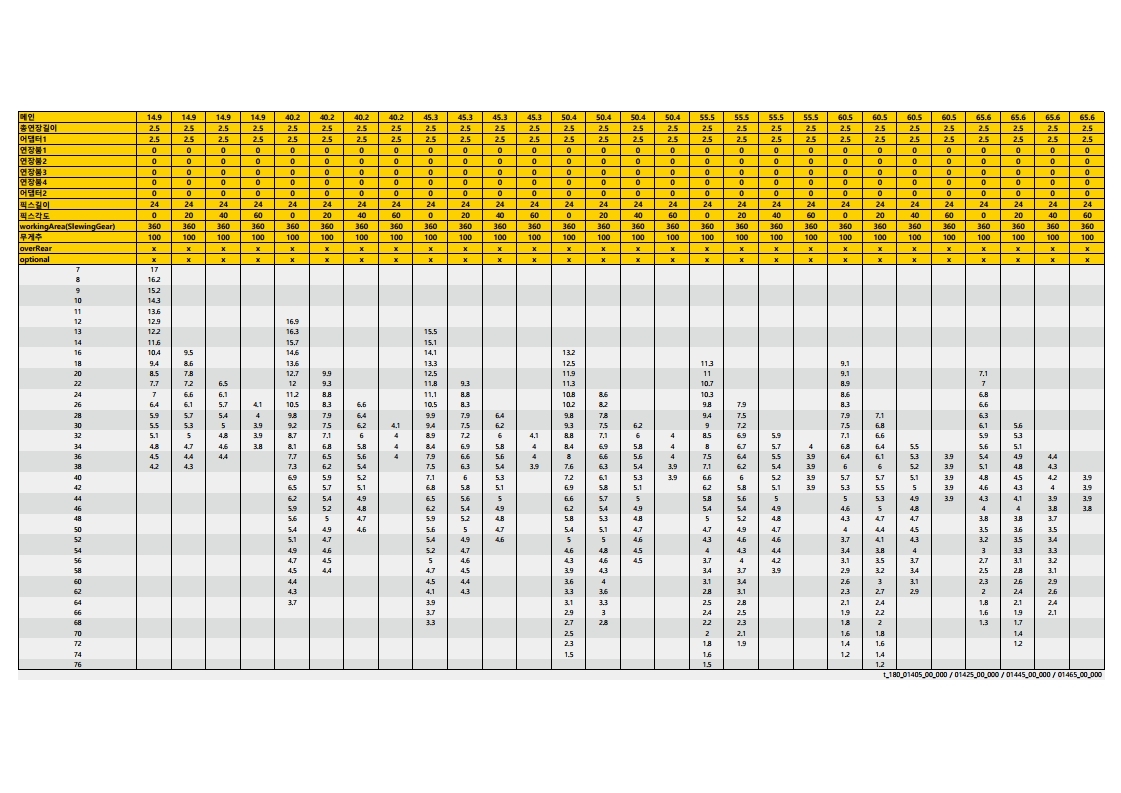 메인 14.9 14.9 14.9 14.9 40.2 40.2 40.2 40.2 45.3 45.3 45.3 45.3 50.4 50.4 50.4 50.4 55.5 55.5 55.5 55.5 60.5 60.5 60.5 60.5 65.6 65.6 65.6 65.6
총연장길이 2.5 2.5 2.5 2.5 2.5 2.5 2.5 2.5 2.5 2.5 2.5 2.5 2.5 2.5 2.5 2.5 2.5 2.5 2.5 2.5 2.5 2.5 2.5 2.5 2.5 2.5 2.5 2.5
어댑터1 2.5 2.5 2.5 2.5 2.5 2.5 2.5 2.5 2.5 2.5 2.5 2.5 2.5 2.5 2.5 2.5 2.5 2.5 2.5 2.5 2.5 2.5 2.5 2.5 2.5 2.5 2.5 2.5
연장붐1 0 0 0 0 0 0 0 0 0 0 0 0 0 0 0 0 0 0 0 0 0 0 0 0 0 0 0 0
연장붐2 0 0 0 0 0 0 0 0 0 0 0 0 0 0 0 0 0 0 0 0 0 0 0 0 0 0 0 0
연장붐3 0 0 0 0 0 0 0 0 0 0 0 0 0 0 0 0 0 0 0 0 0 0 0 0 0 0 0 0
연장붐4 0 0 0 0 0 0 0 0 0 0 0 0 0 0 0 0 0 0 0 0 0 0 0 0 0 0 0 0
어댑터2 0 0 0 0 0 0 0 0 0 0 0 0 0 0 0 0 0 0 0 0 0 0 0 0 0 0 0 0
픽스길이 24 24 24 24 24 24 24 24 24 24 24 24 24 24 24 24 24 24 24 24 24 24 24 24 24 24 24 24
픽스각도 0 20 40 60 0 20 40 60 0 20 40 60 0 20 40 60 0 20 40 60 0 20 40 60 0 20 40 60
workingArea(SlewingGear) 360 360 360 360 360 360 360 360 360 360 360 360 360 360 360 360 360 360 360 360 360 360 360 360 360 360 360 360
무게추 100 100 100 100 100 100 100 100 100 100 100 100 100 100 100 100 100 100 100 100 100 100 100 100 100 100 100 100
overRear x x x x x x x x x x x x x x x x x x x x x x x x x x x x
optional x x x x x x x x x x x x x x x x x x x x x x x x x x x x
7 17
8 16.2
9 15.2
10 14.3
11 13.6
12 12.9 16.9
13 12.2 16.3 15.5
14 11.6 15.7 15.1
16 10.4 9.5 14.6 14.1 13.2
18 9.4 8.6 13.6 13.3 12.5 11.3 9.1
20 8.5 7.8 12.7 9.9 12.5 11.9 11 9.1 7.1
22 7.7 7.2 6.5 12 9.3 11.8 9.3 11.3 10.7 8.9 7
24 7 6.6 6.1 11.2 8.8 11.1 8.8 10.8 8.6 10.3 8.6 6.8
26 6.4 6.1 5.7 4.1 10.5 8.3 6.6 10.5 8.3 10.2 8.2 9.8 7.9 8.3 6.6
28 5.9 5.7 5.4 4 9.8 7.9 6.4 9.9 7.9 6.4 9.8 7.8 9.4 7.5 7.9 7.1 6.3
30 5.5 5.3 5 3.9 9.2 7.5 6.2 4.1 9.4 7.5 6.2 9.3 7.5 6.2 9 7.2 7.5 6.8 6.1 5.6
32 5.1 5 4.8 3.9 8.7 7.1 6 4 8.9 7.2 6 4.1 8.8 7.1 6 4 8.5 6.9 5.9 7.1 6.6 5.9 5.3
34 4.8 4.7 4.6 3.8 8.1 6.8 5.8 4 8.4 6.9 5.8 4 8.4 6.9 5.8 4 8 6.7 5.7 4 6.8 6.4 5.5 5.6 5.1
36 4.5 4.4 4.4 7.7 6.5 5.6 4 7.9 6.6 5.6 4 8 6.6 5.6 4 7.5 6.4 5.5 3.9 6.4 6.1 5.3 3.9 5.4 4.9 4.4
38 4.2 4.3 7.3 6.2 5.4 7.5 6.3 5.4 3.9 7.6 6.3 5.4 3.9 7.1 6.2 5.4 3.9 6 6 5.2 3.9 5.1 4.8 4.3
40 6.9 5.9 5.2 7.1 6 5.3 7.2 6.1 5.3 3.9 6.6 6 5.2 3.9 5.7 5.7 5.1 3.9 4.8 4.5 4.2 3.9
42 6.5 5.7 5.1 6.8 5.8 5.1 6.9 5.8 5.1 6.2 5.8 5.1 3.9 5.3 5.5 5 3.9 4.6 4.3 4 3.9
44 6.2 5.4 4.9 6.5 5.6 5 6.6 5.7 5 5.8 5.6 5 5 5.3 4.9 3.9 4.3 4.1 3.9 3.9
46 5.9 5.2 4.8 6.2 5.4 4.9 6.2 5.4 4.9 5.4 5.4 4.9 4.6 5 4.8 4 4 3.8 3.8
48 5.6 5 4.7 5.9 5.2 4.8 5.8 5.3 4.8 5 5.2 4.8 4.3 4.7 4.7 3.8 3.8 3.7
50 5.4 4.9 4.6 5.6 5 4.7 5.4 5.1 4.7 4.7 4.9 4.7 4 4.4 4.5 3.5 3.6 3.5
52 5.1 4.7 5.4 4.9 4.6 5 5 4.6 4.3 4.6 4.6 3.7 4.1 4.3 3.2 3.5 3.4
54 4.9 4.6 5.2 4.7 4.6 4.8 4.5 4 4.3 4.4 3.4 3.8 4 3 3.3 3.3
56 4.7 4.5 5 4.6 4.3 4.6 4.5 3.7 4 4.2 3.1 3.5 3.7 2.7 3.1 3.2
58 4.5 4.4 4.7 4.5 3.9 4.3 3.4 3.7 3.9 2.9 3.2 3.4 2.5 2.8 3.1
60 4.4 4.5 4.4 3.6 4 3.1 3.4 2.6 3 3.1 2.3 2.6 2.9
62 4.3 4.1 4.3 3.3 3.6 2.8 3.1 2.3 2.7 2.9 2 2.4 2.6
64 3.7 3.9 3.1 3.3 2.5 2.8 2.1 2.4 1.8 2.1 2.4
66 3.7 2.9 3 2.4 2.5 1.9 2.2 1.6 1.9 2.1
68 3.3 2.7 2.8 2.2 2.3 1.8 2 1.3 1.7
70 2.5 2 2.1 1.6 1.8 1.4
72 2.3 1.8 1.9 1.4 1.6 1.2
74 1.5 1.6 1.2 1.4
76 1.5 1.2
t_180_01405_00_000 / 01425_00_000 / 01445_00_000 / 01465_00_000